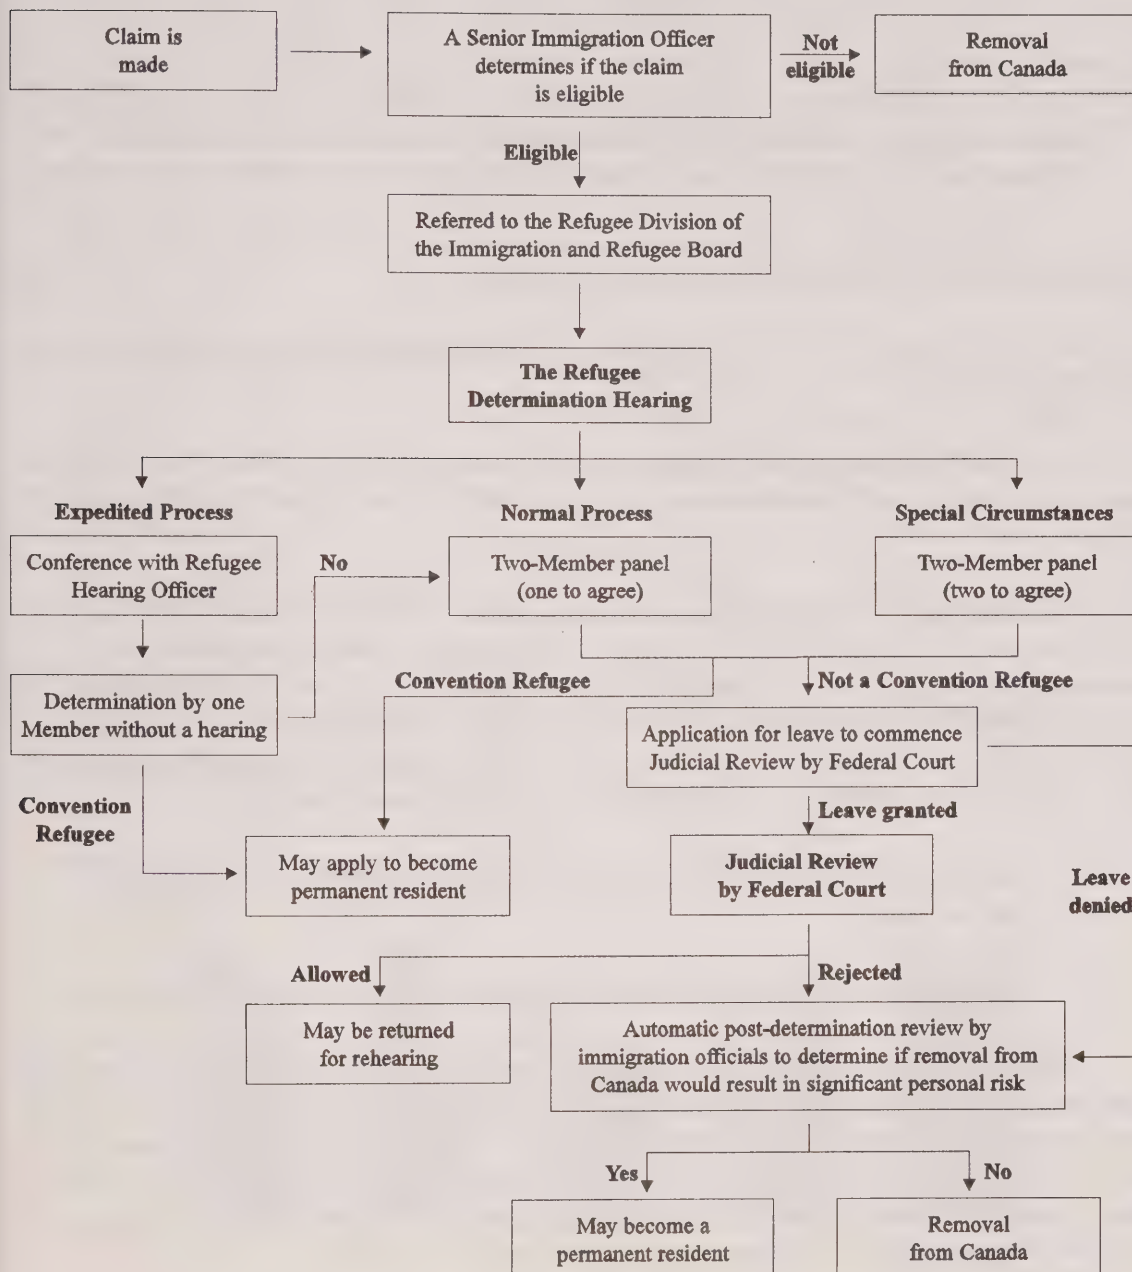 Claim is
made
A Senior Immigration Officer
determines if the claim
is eligible
Not
eligible
Removal
from Canada
Eligible
Referred to the Refugee Division of
the Immigration and Refugee Board
The Refugee
Determination Hearing
Expedited Process
Normal Process
Special Circumstances
Conference with Refugee
Hearing Officer
No
Two-Member panel
(one to agree)
Two-Member panel
(two to agree)
Determination by one
Member without a hearing
Convention Refugee
Not a Convention Refugee
Application for leave to commence
Judicial Review by Federal Court
Convention
Refugee
Leave granted
May apply to become
permanent resident
Judicial Review
by Federal Court
Leave
denied
Allowed
Rejected
May be returned
for rehearing
Automatic post-determination review by
immigration officials to determine if removal from
Canada would result in significant personal risk
Yes
No
May become a
permanent resident
Removal
from Canada